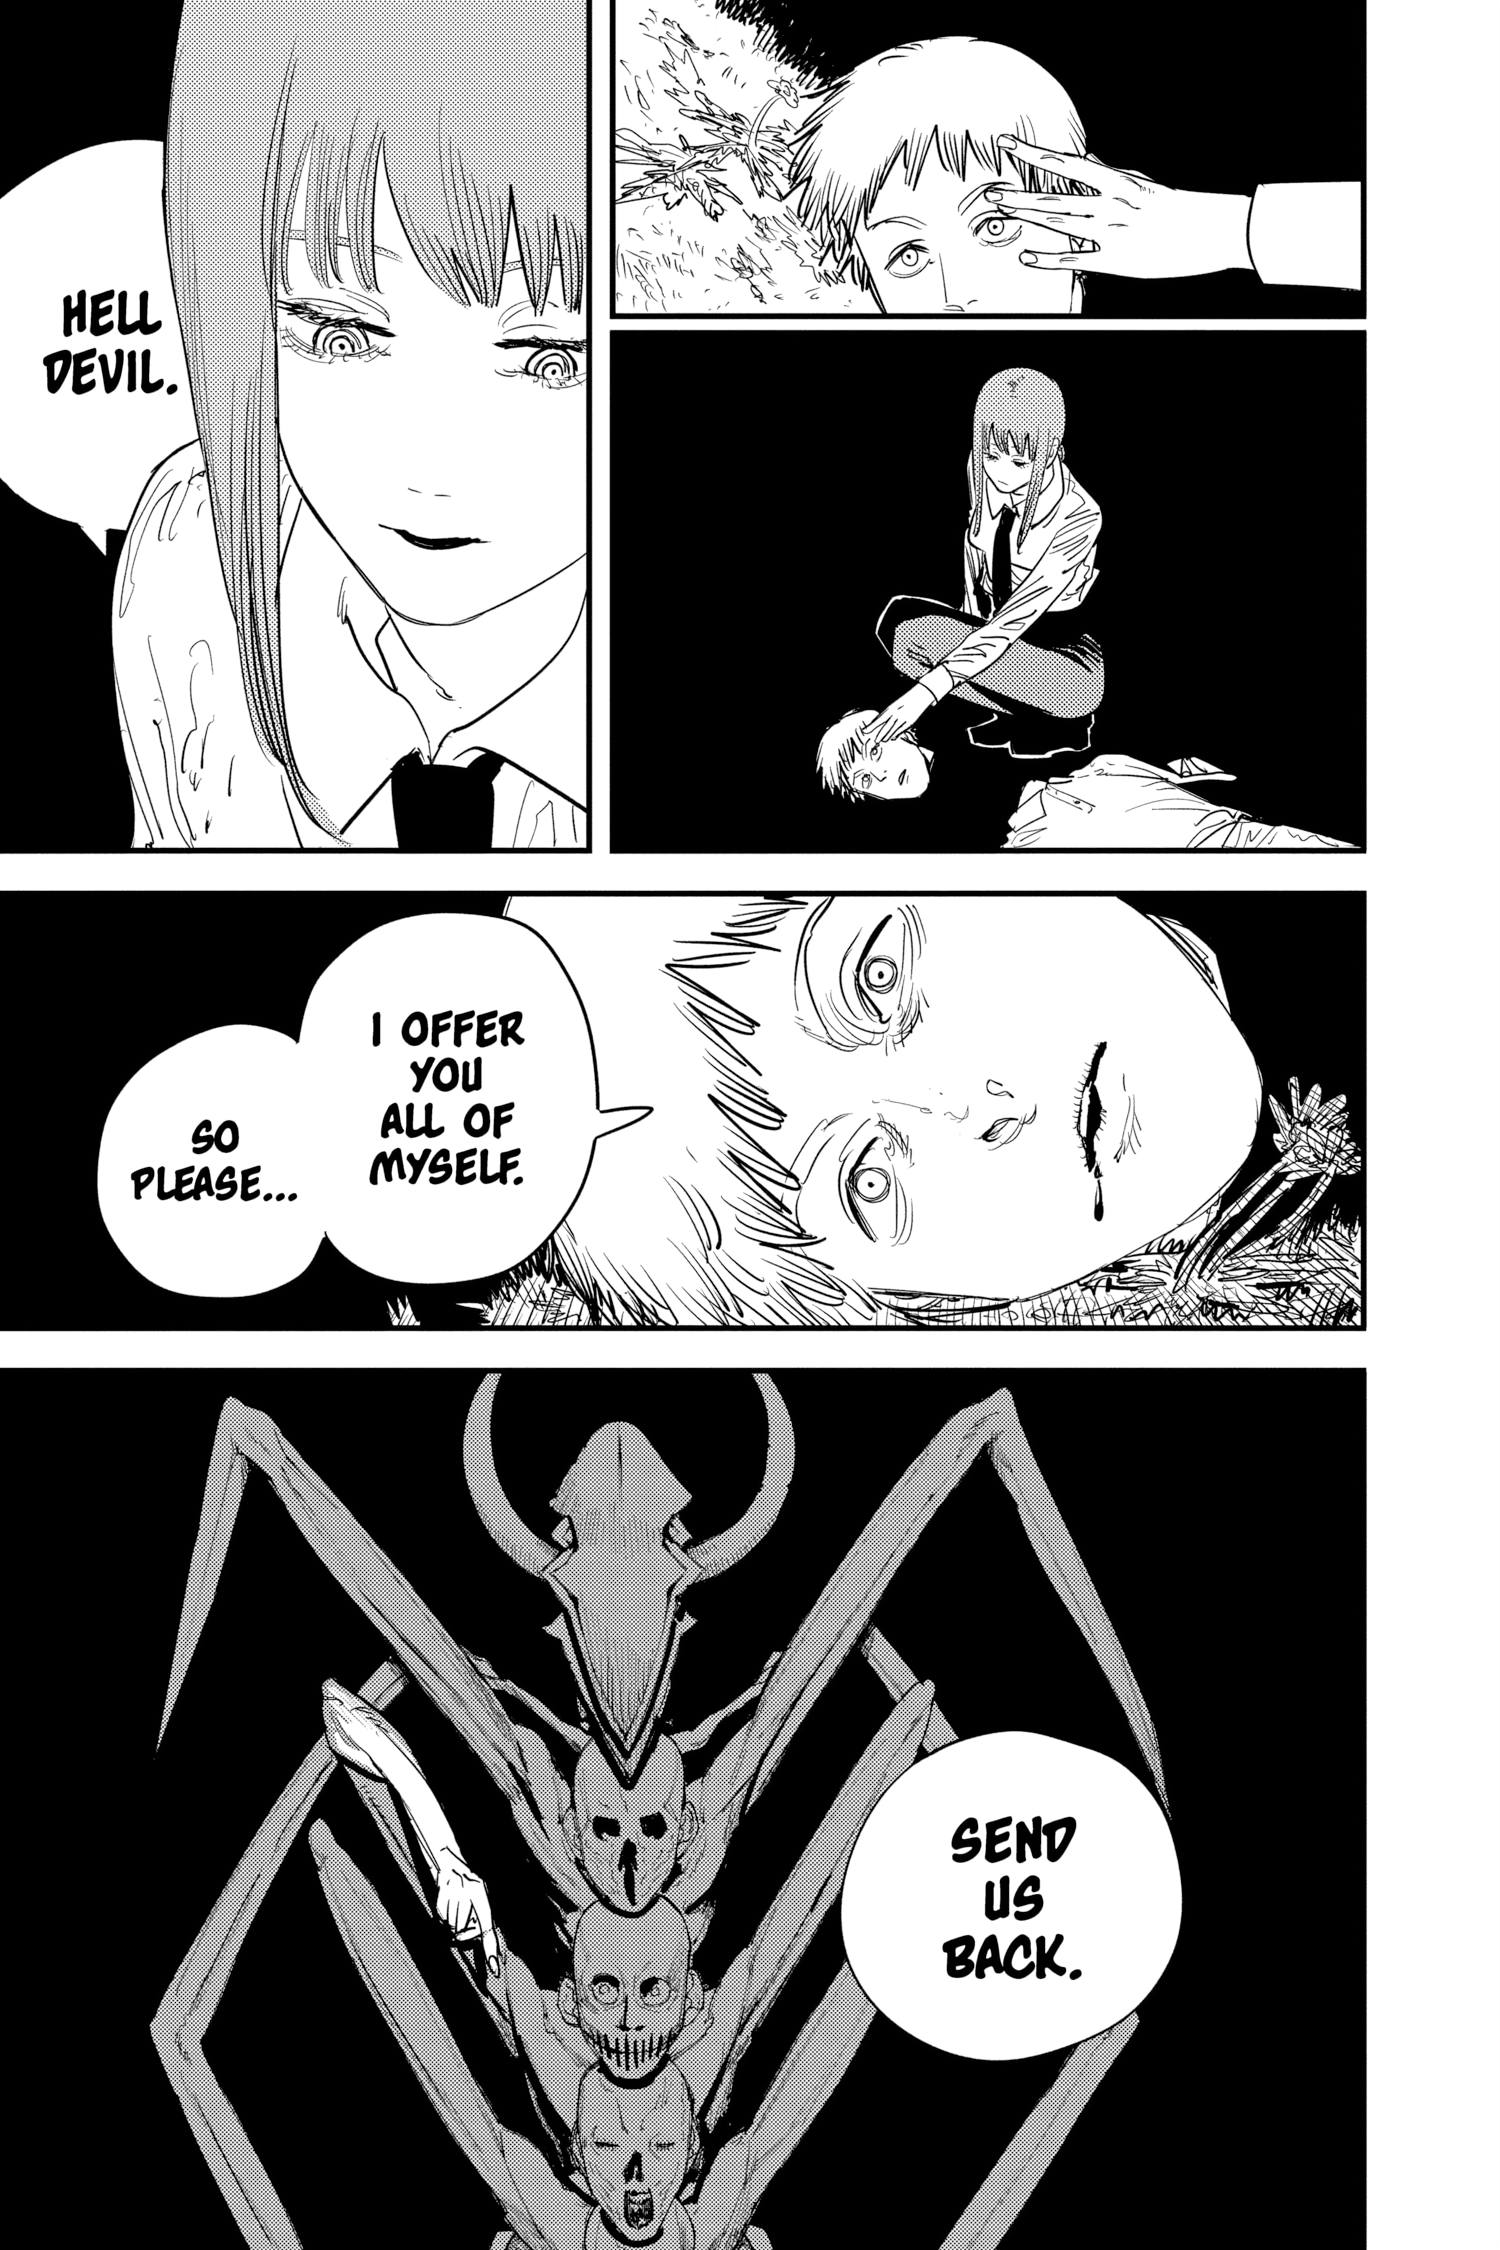 HELL
DEVIL.
I OFFER
YOU
ALL OF
MYSELF.
SO
PLEASE...
SEND
US
BACK.